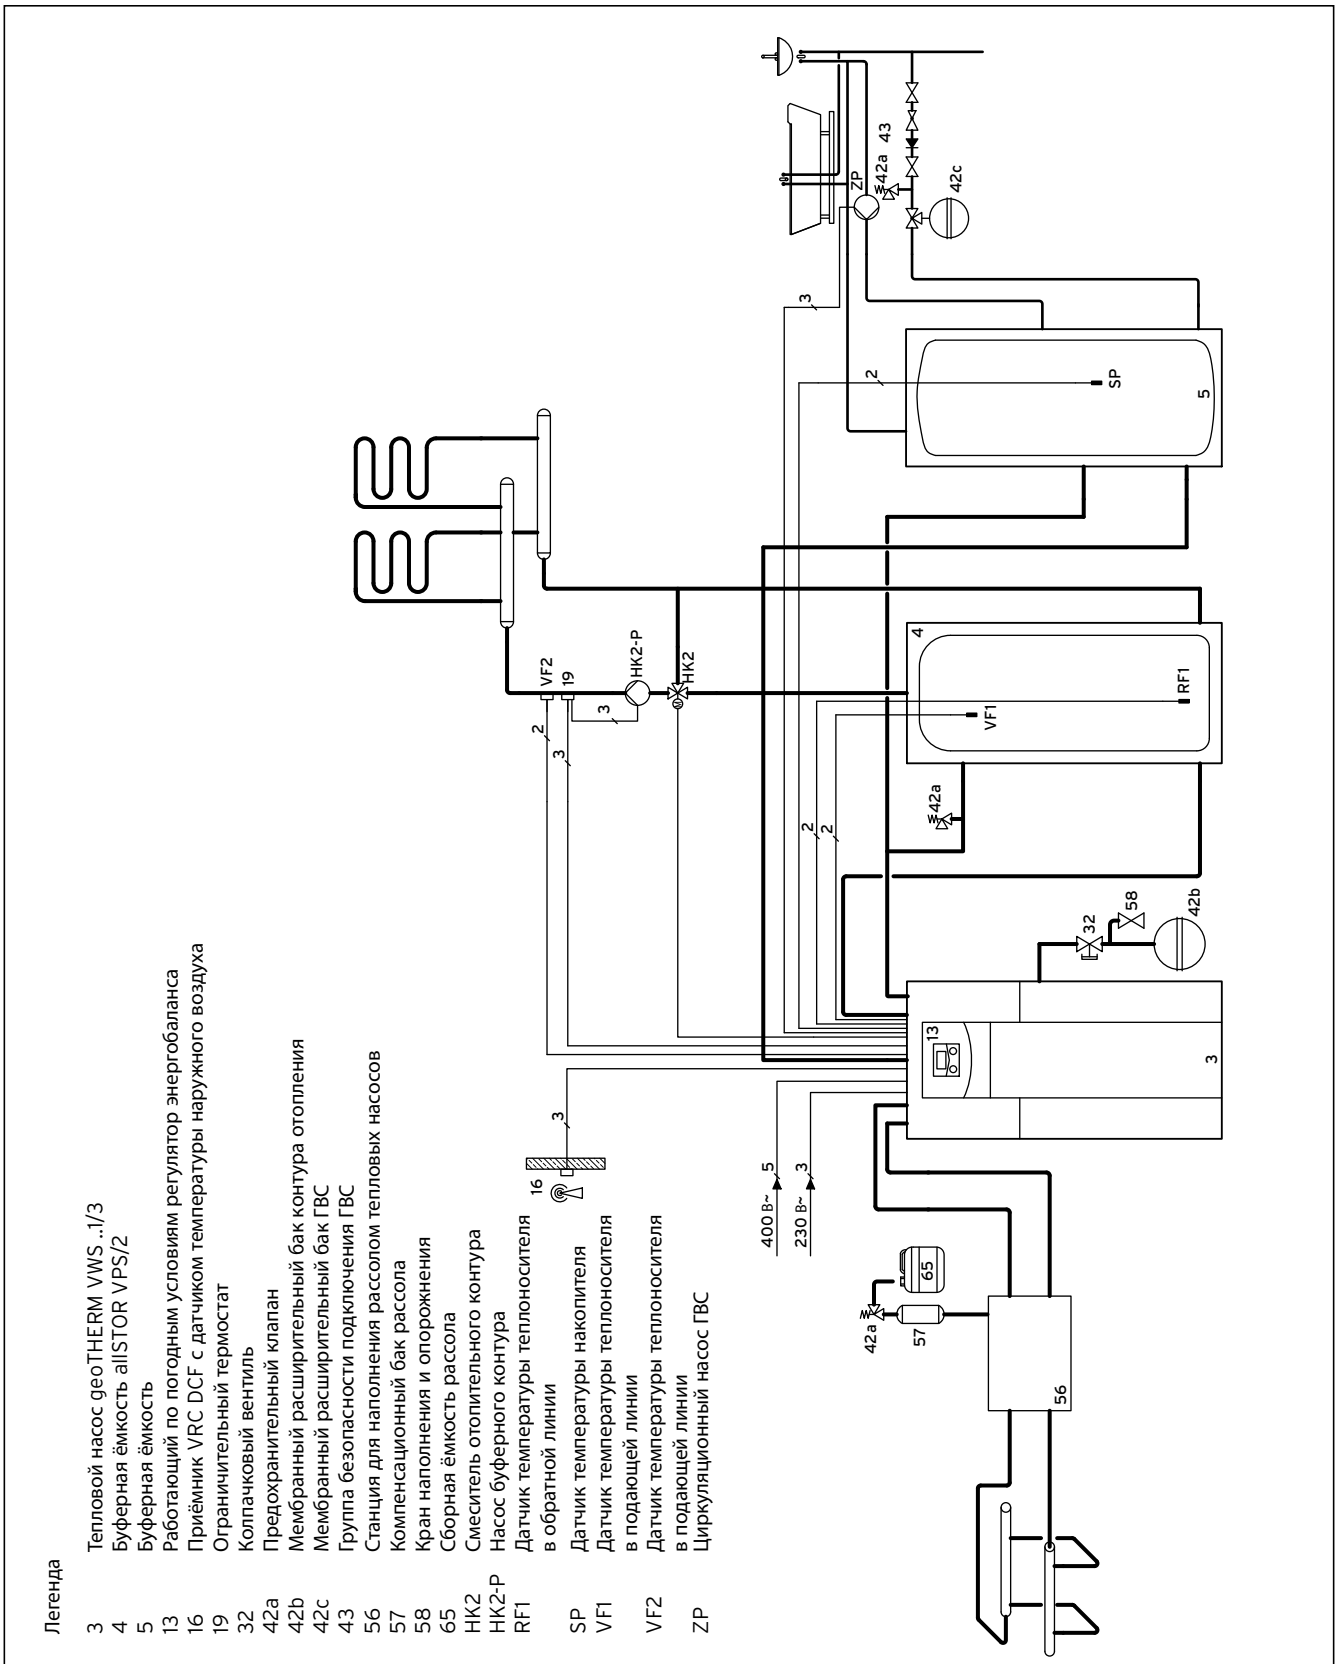 Легенда
3 Тепловой насос geoTHERM VWS ..1/3
4 Буферная ёмкость allSTOR VPS/2
5 Буферная ёмкость
13 Работающий по погодным условиям регулятор энергобаланса
16 Приёмник VRC DCF с датчиком температуры наружного воздуха
19 Ограничительный термостат
32 Колпачковый вентиль
42a Предохранительный клапан
42b Мембранный расширительный бак контура отопления
42c Мембранный расширительный бак ГВС
43 Группа безопасности подключения ГВС
56 Станция для наполнения рассолом тепловых насосов
57 Компенсационный бак рассола
58 Кран наполнения и опорожнения
65 Сборная ёмкость рассола
HK2 Смеситель отопительного контура
HK2-P Насос буферного контура
RF1 Датчик температуры теплоносителя
в обратной линии
SP Датчик температуры накопителя
VF1 Датчик температуры теплоносителя
в подающей линии
VF2 Датчик температуры теплоносителя
в подающей линии
ZP Циркуляционный насос ГВС
16
3
400 В~ 5
230 В~ 3
42a
65
57
56
13
3
32
58
42b
2
3
VF2
19
3
HK2-P
HK2
2
2
42a
4
VF1
RF1
3
2
SP
5
ZP
42a
43
42c